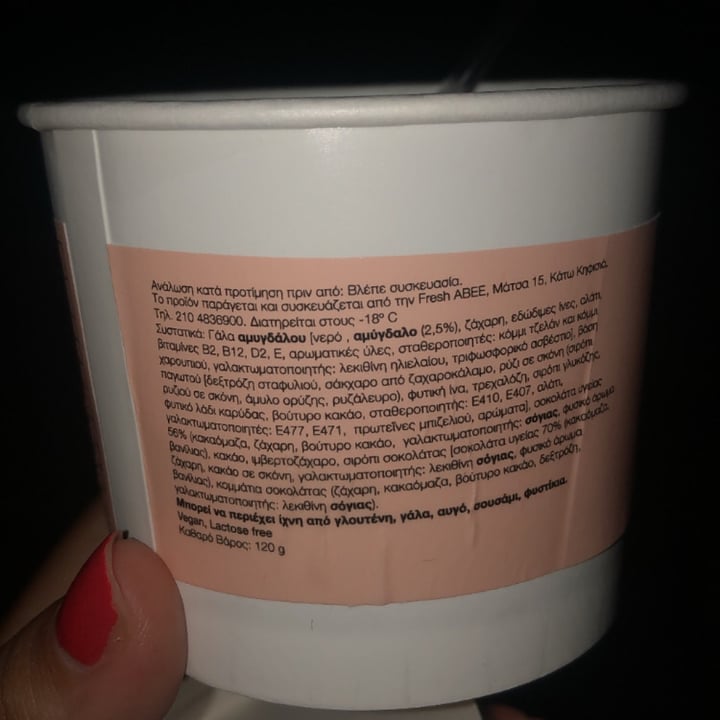 Ανάλωση κατά προτίμηση πριν από: Βλέπε συσκευασία.
Το προϊόν παράγεται και συσκευάζεται από την Fresh ΑΒΕΕ, Μάτσα 15, Κάτω Κηφισιά.
Τηλ. 210 4836900. Διατηρείται στους -18° C
Συστατικά: Γάλα αμυγδάλου [νερό , αμύγδαλο (2,5%), ζάχαρη, εδώδιμες ίνες, αλάτι,
βιταμίνες B2, B12, D2, E, αρωματικές ύλες, σταθεροποιητές: κόμμι τζελάν και κόμμι
χαρουπιού, γαλακτωματοποιητής: λεκιθίνη ηλιελαίου, τριφωσφορικό ασβέστιο], βάση
παγωτού [δεξτρόζη σταφυλιού, σάκχαρο από ζαχαροκάλαμο, ρύζι σε σκόνη (σιρόπι
ρυζιού σε σκόνη, άμυλο ορύζης, ρυζάλευρο), φυτική ίνα, τρεχαλόζη, σιρόπι γλυκόζης,
φυτικό λάδι καρύδας, βούτυρο κακάο, σταθεροποιητής: E410, E407, αλάτι,
γαλακτωματοποιητές: E477, E471, πρωτεΐνες μπιζελιού, αρώματα], σοκολάτα υγείας
56% (κακαόμαζα, ζάχαρη, βούτυρο κακάο, γαλακτωματοποιητής: σόγιας, φυσικό άρωμα
βανίλιας), κακάο, ιμβερτοζάχαρο, σιρόπι σοκολάτας [σοκολάτα υγείας 70% (κακαόμαζα,
ζάχαρη, κακάο σε σκόνη, γαλακτωματοποιητής: λεκιθίνη σόγιας, φυσικό άρωμα
βανίλιας), κομμάτια σοκολάτας (ζάχαρη, κακαόμαζα, βούτυρο κακάο, δεξτρόζη,
γαλακτωματοποιητής: λεκιθίνη σόγιας).
Μπορεί να περιέχει ίχνη από γλουτένη, γάλα, αυγό, σουσάμι, φυστίκια.
Vegan, Lactose free
Καθαρό Βάρος: 120 g